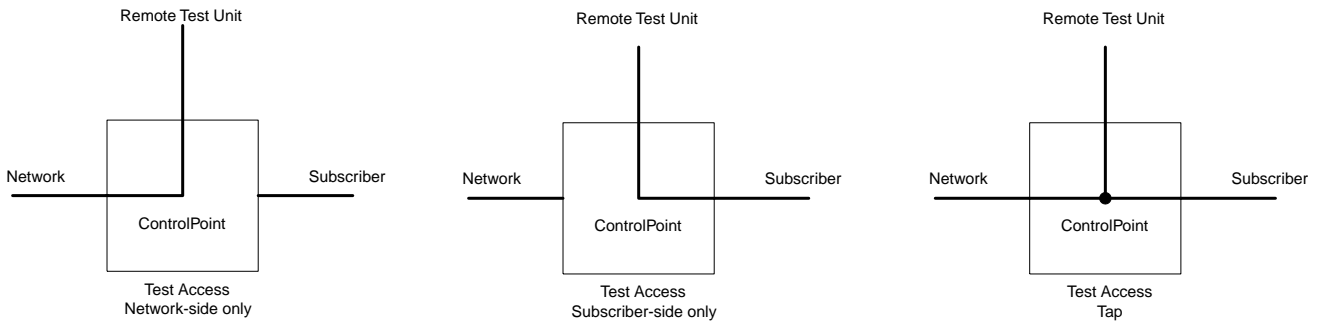 Remote Test Unit
Network
Subscriber
ControlPoint
Test Access
Network-side only
Remote Test Unit
Network
Subscriber
ControlPoint
Test Access
Subscriber-side only
Remote Test Unit
Network
Subscriber
ControlPoint
Test Access
Tap